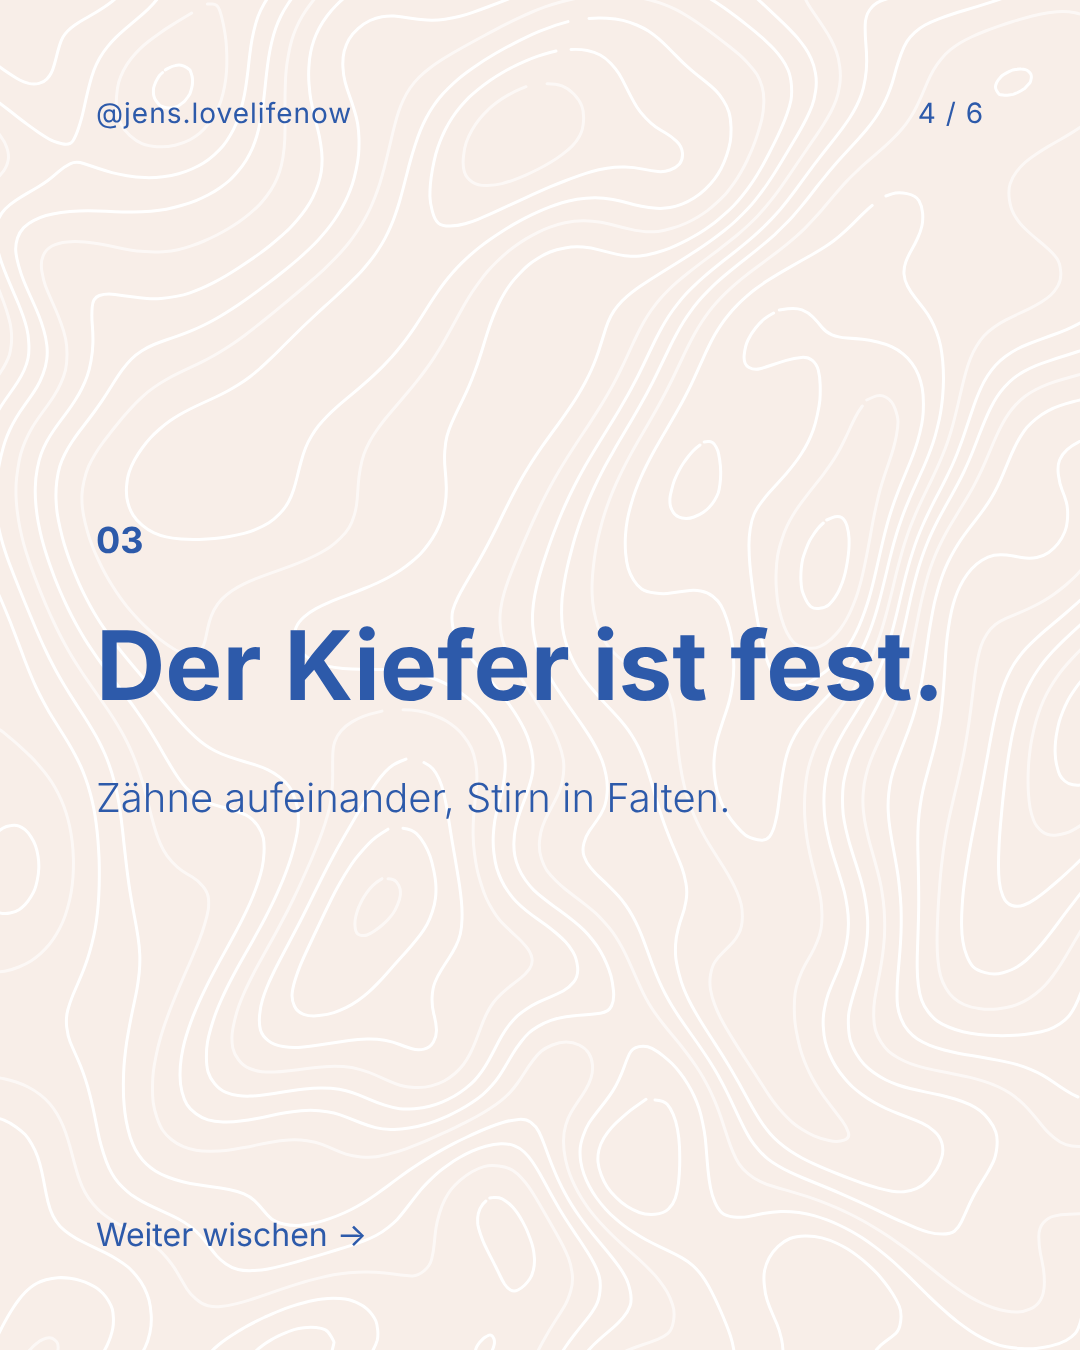 @jens.lovelifenow
4 / 6
03
Der Kiefer ist fest.
Zähne aufeinander, Stirn in Falten.
Weiter wischen →